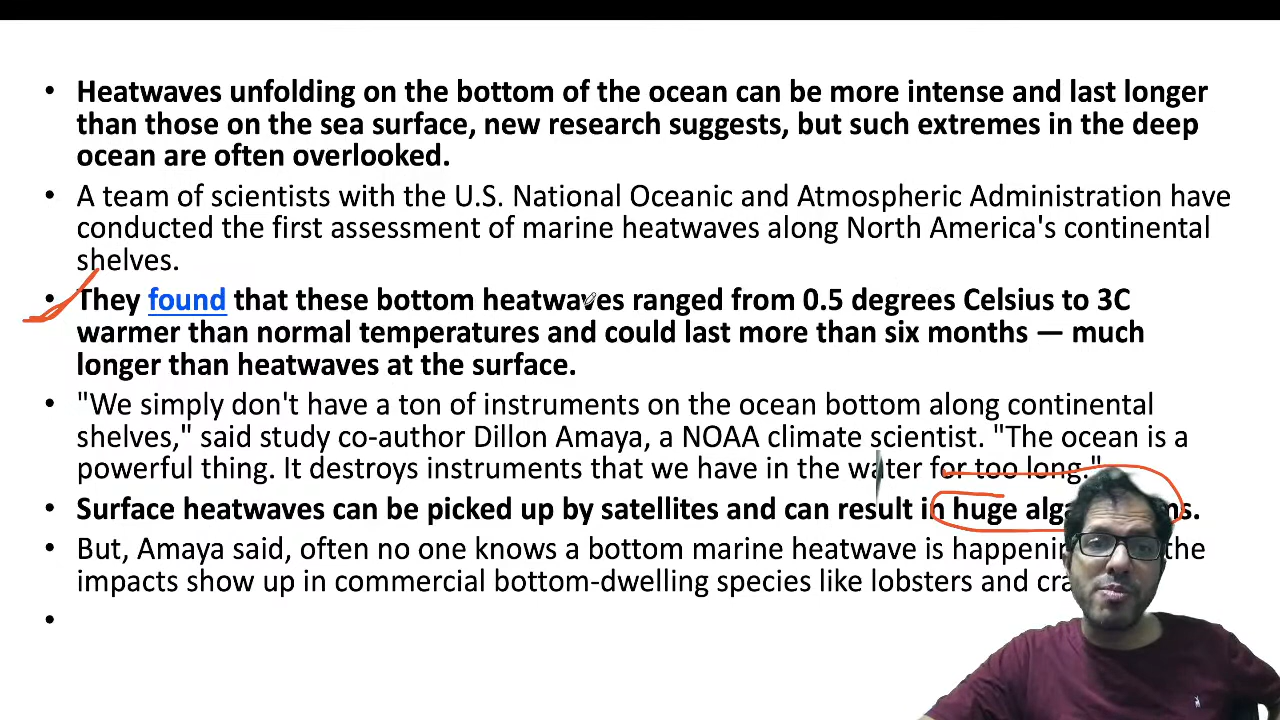 • Heatwaves unfolding on the bottom of the ocean can be more intense and last longer
than those on the sea surface, new research suggests, but such extremes in the deep
ocean are often overlooked.
• A team of scientists with the U.S. National Oceanic and Atmospheric Administration have
conducted the first assessment of marine heatwaves along North America's continental
shelves.
• They found that these bottom heatwaves ranged from 0.5 degrees Celsius to 3C
warmer than normal temperatures and could last more than six months — much
longer than heatwaves at the surface.
• "We simply don't have a ton of instruments on the ocean bottom along continental
shelves," said study co-author Dillon Amaya, a NOAA climate scientist. "The ocean is a
powerful thing. It destroys instruments that we have in the water for too long."
• Surface heatwaves can be picked up by satellites and can result in huge
• But, Amaya said, often no one knows a bottom marine heatwave is the
impacts show up in commercial bottom-dwelling species like lobsters and
•